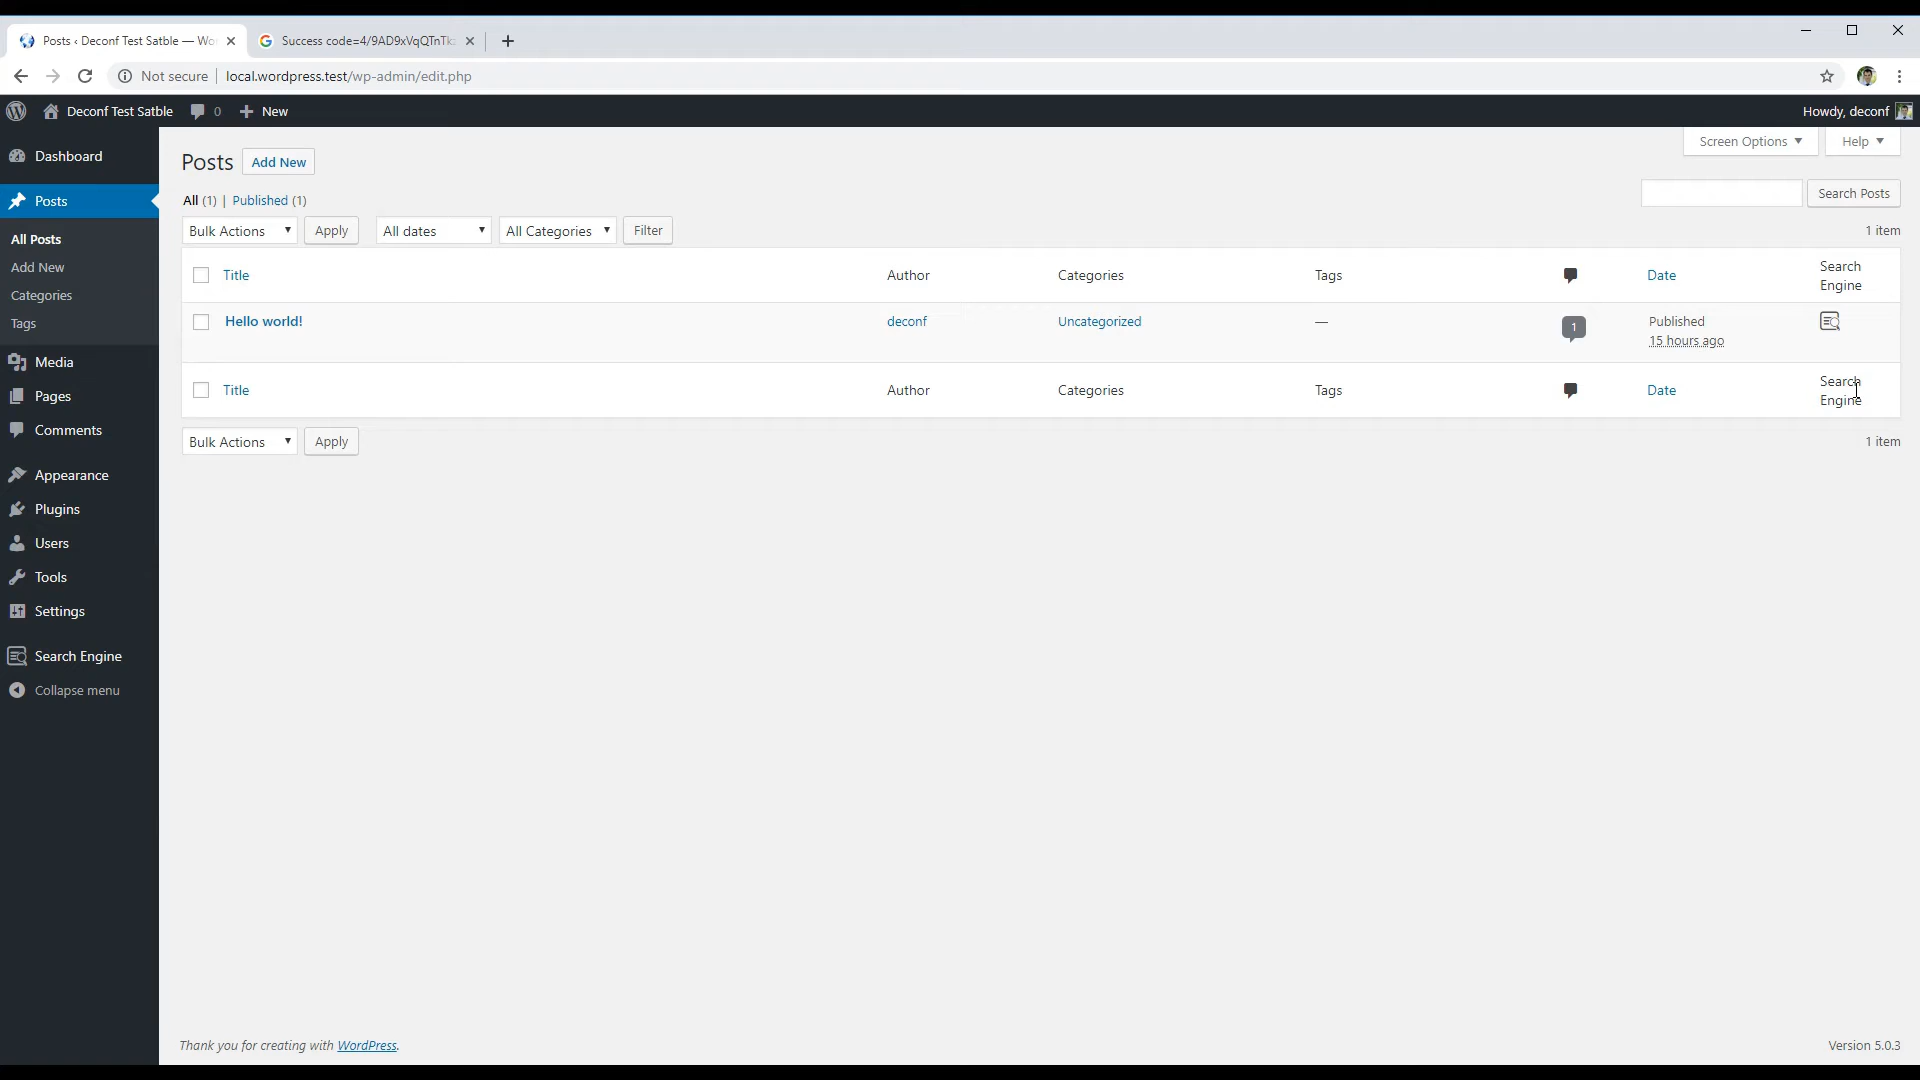 Posts ‹ Deconf Test Satble — Wo
Success code=4/9AD9xVqQTnTk
Not secure local.wordpress.test/wp-admin/edit.php
Deconf Test Satble 0 New
Howdy, deconf
Dashboard
Posts
All Posts
Add New
Categories
Tags
Media
Pages
Comments
Appearance
Plugins
Users
Tools
Settings
Search Engine
Collapse menu
Screen Options Help
Posts Add New
All (1) | Published (1)
Search Posts
Bulk Actions Apply All dates All Categories Filter 1 item
Title Author Categories Tags Date Search
Engine
Hello world! deconf Uncategorized — 1 Published
15 hours ago
Title Author Categories Tags Date Search
Engine
Bulk Actions Apply 1 item
Thank you for creating with WordPress. Version 5.0.3